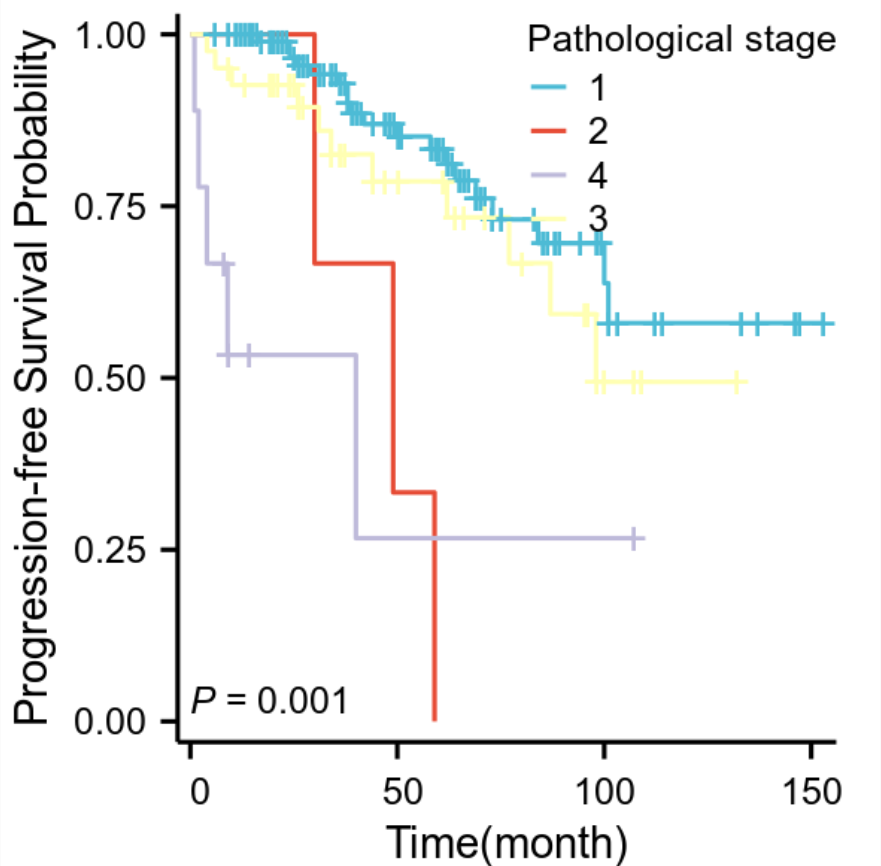 Progression-free Survival Probability
1.00
0.75
0.50
0.25
0.00
Pathological stage
1
2
4
3
P = 0.001
0 50 100 150
Time(month)